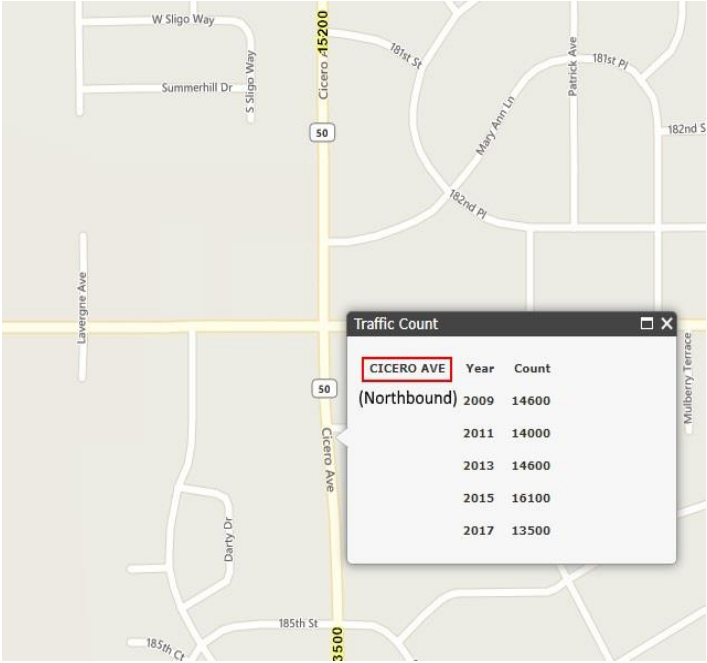 W Sligo Way
15200
Cicero A
181st St
Patrick Ave
181st Pl
Summerhill Dr
S Sligo Way
50
Mary Ann Ln
182nd S
182nd Pl
Lavergne Ave
Traffic Count
CICERO AVE Year Count
(Northbound) 2009 14600
2011 14000
2013 14600
2015 16100
2017 13500
Mulberry Terrace
50
Cicero Ave
Darty Dr
185th St
185th Ct
3500